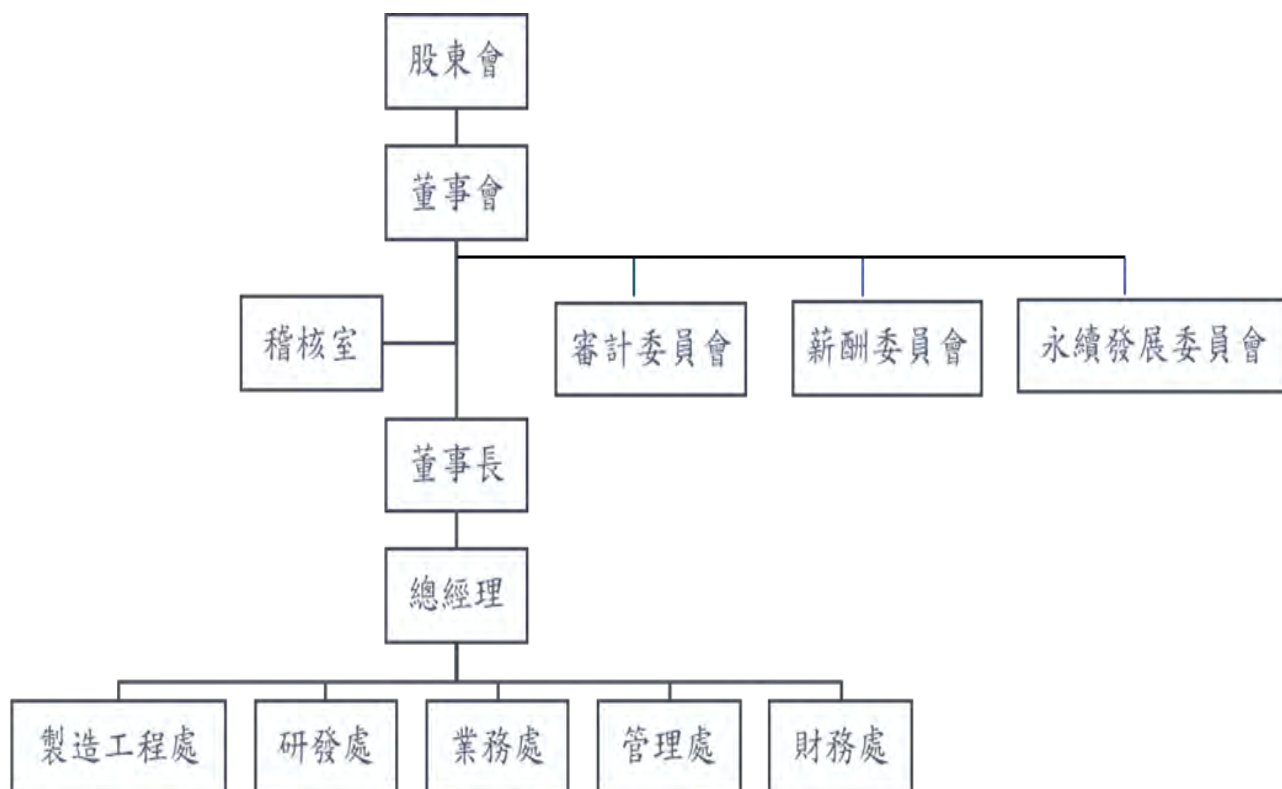 股東會
董事會
稽核室
審計委員會
薪酬委員會
永續發展委員會
董事長
總經理
製造工程處
研發處
業務處
管理處
財務處